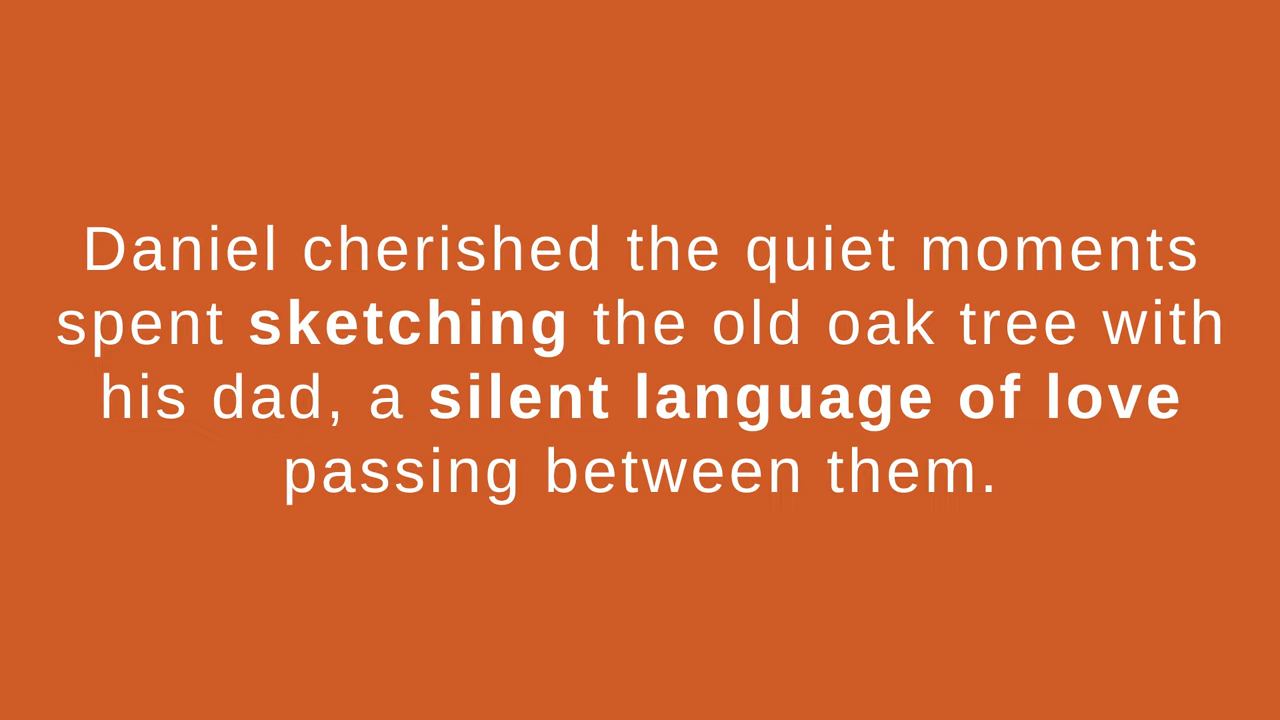 Daniel cherished the quiet moments
spent sketching the old oak tree with
his dad, a silent language of love
passing between them.